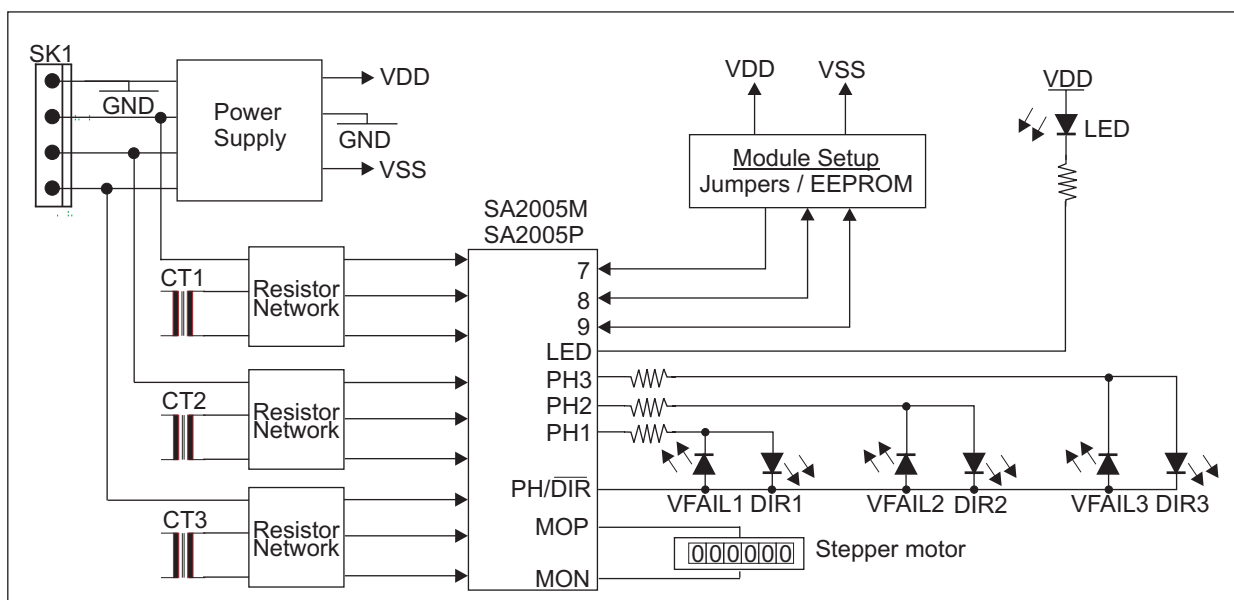 SK1
VDD
GND
Power
Supply
GND
VSS
VDD
VSS
Module Setup
Jumpers / EEPROM
VDD
LED
SA2005M
SA2005P
CT1
Resistor
Network
CT2
Resistor
Network
CT3
Resistor
Network
7
8
9
LED
PH3
PH2
PH1
PH/DIR
MOP
MON
VFAIL1
DIR1
VFAIL2
DIR2
VFAIL3
DIR3
000000
Stepper motor